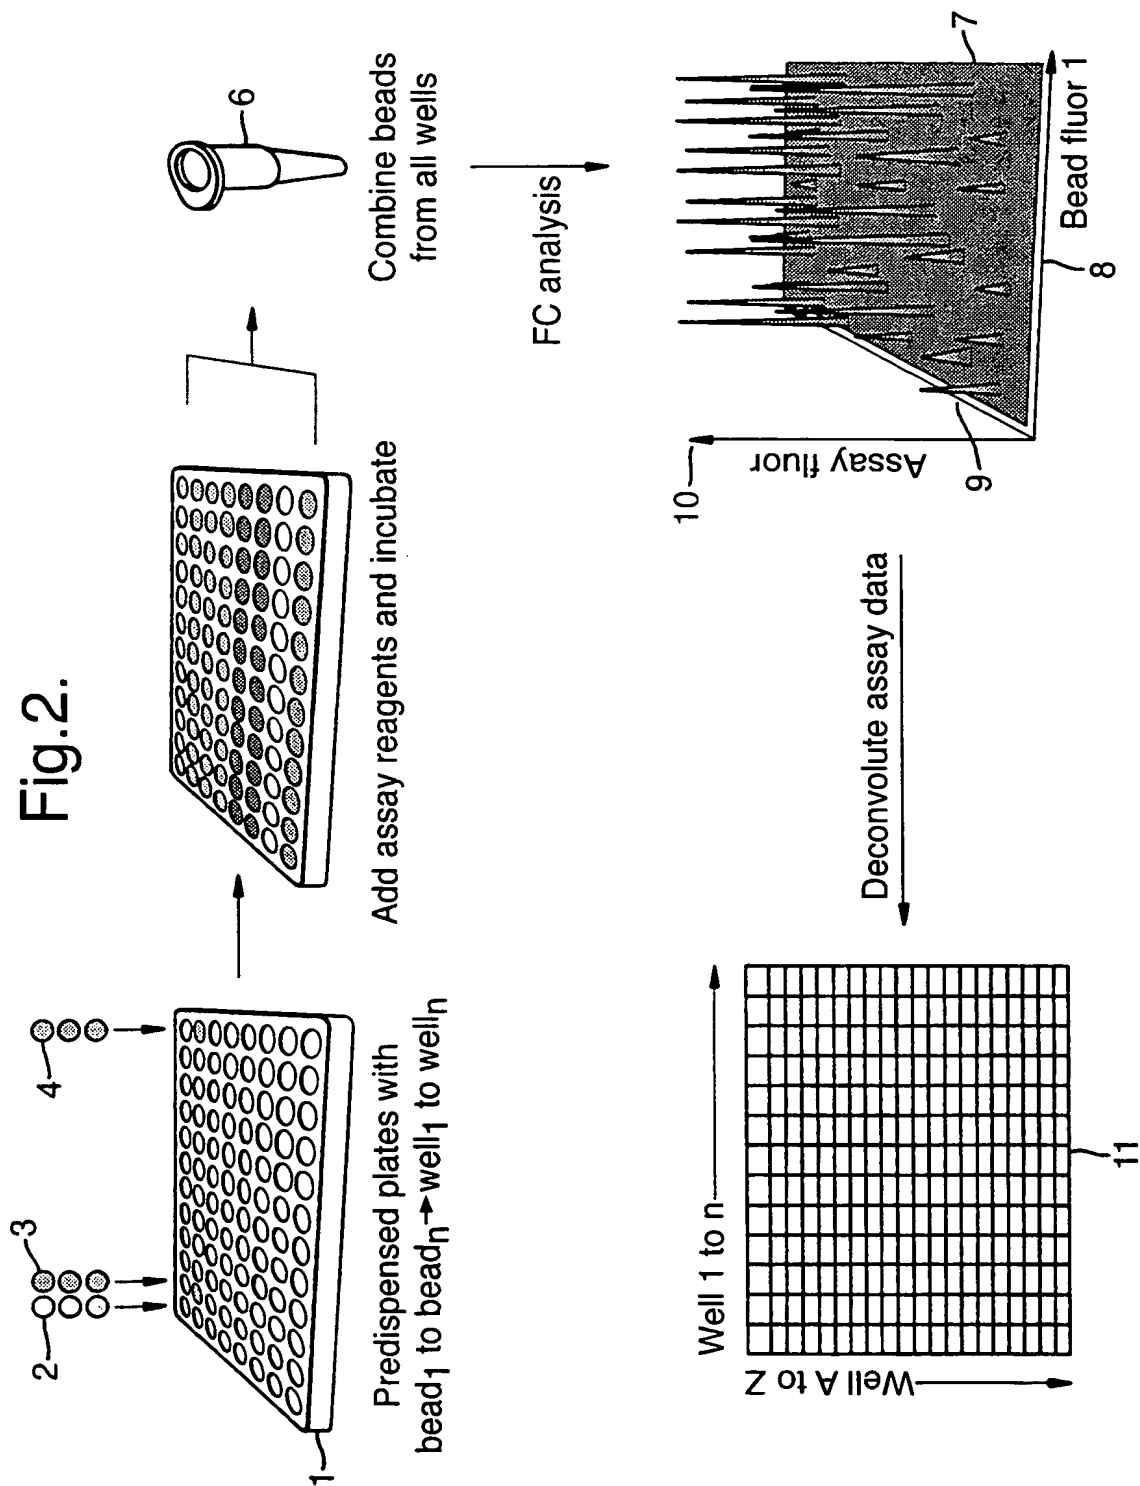 Fig.2.
2
3
4
1
Predispensed plates with
bead1 to bead n→well1 to well n
Add assay reagents and incubate
6
Combine beads
from all wells
FC analysis
10
Assay fluor
9
7
8
Bead fluor 1
Deconvolute assay data
Well 1 to n
Well A to Z
11